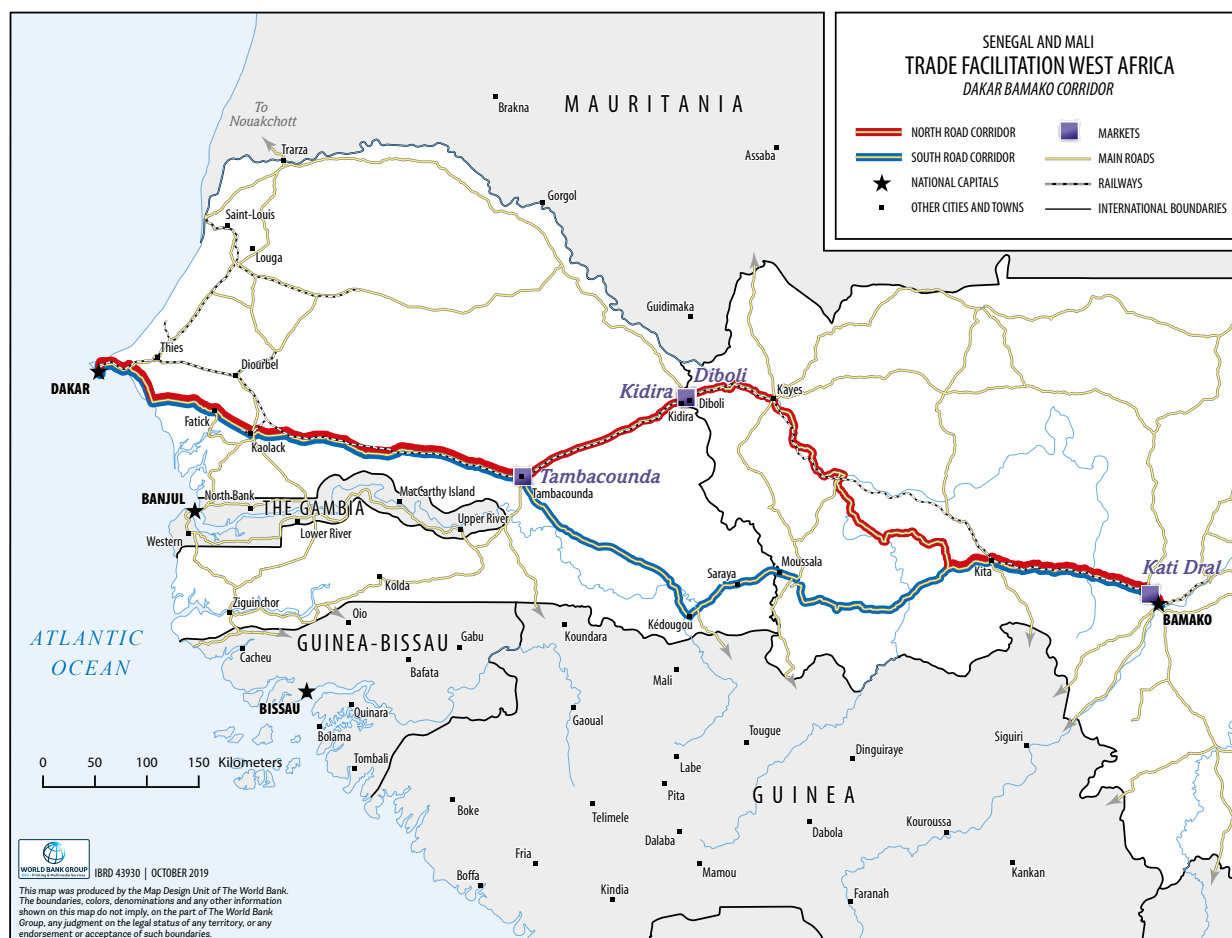 SENEGAL AND MALI
TRADE FACILITATION WEST AFRICA
DAKAR BAMAKO CORRIDOR
NORTH ROAD CORRIDOR
SOUTH ROAD CORRIDOR
NATIONAL CAPITALS
OTHER CITIES AND TOWNS
MARKETS
MAIN ROADS
RAILWAYS
INTERNATIONAL BOUNDARIES
To
Nouakchott
MAURITANIA
Brakna
Trarza
Assaba
Gorgol
Saint-Louis
Louga
Guidimaka
Thies
Diourbel
DAKAR
Kidira
Diboli
Diboli
Kidira
Kayes
Fatick
Kaolack
Tambacounda
Tambacounda
BANJUL
North Bank
MacCarthy Island
THE GAMBIA
Upper River
Lower River
Western
Kolda
Saraya
Moussala
Kita
Kati Dral
BAMAKO
Ziguinchor
Oio
Kédougou
Koundara
ATLANTIC
OCEAN
GUINEA-BISSAU
Gabu
Cacheu
Bafata
Mali
BISSAU
Quinara
Gaoual
Bolama
Tougue
Siguiri
Dinguiraye
Tombali
Labe
0 50 100 150 Kilometers
Pita
GUINEA
Boke
Telimele
Dabola
Kouroussa
Dalaba
Fria
Mamou
Kankan
Boffa
Kindia
Faranah
WORLD BANK GROUP
IBRD 43930 | OCTOBER 2019
This map was produced by the Map Design Unit of The World Bank.
The boundaries, colors, denominations and any other information
shown on this map do not imply, on the part of The World Bank
Group, any judgment on the legal status of any territory, or any
endorsement or acceptance of such boundaries.